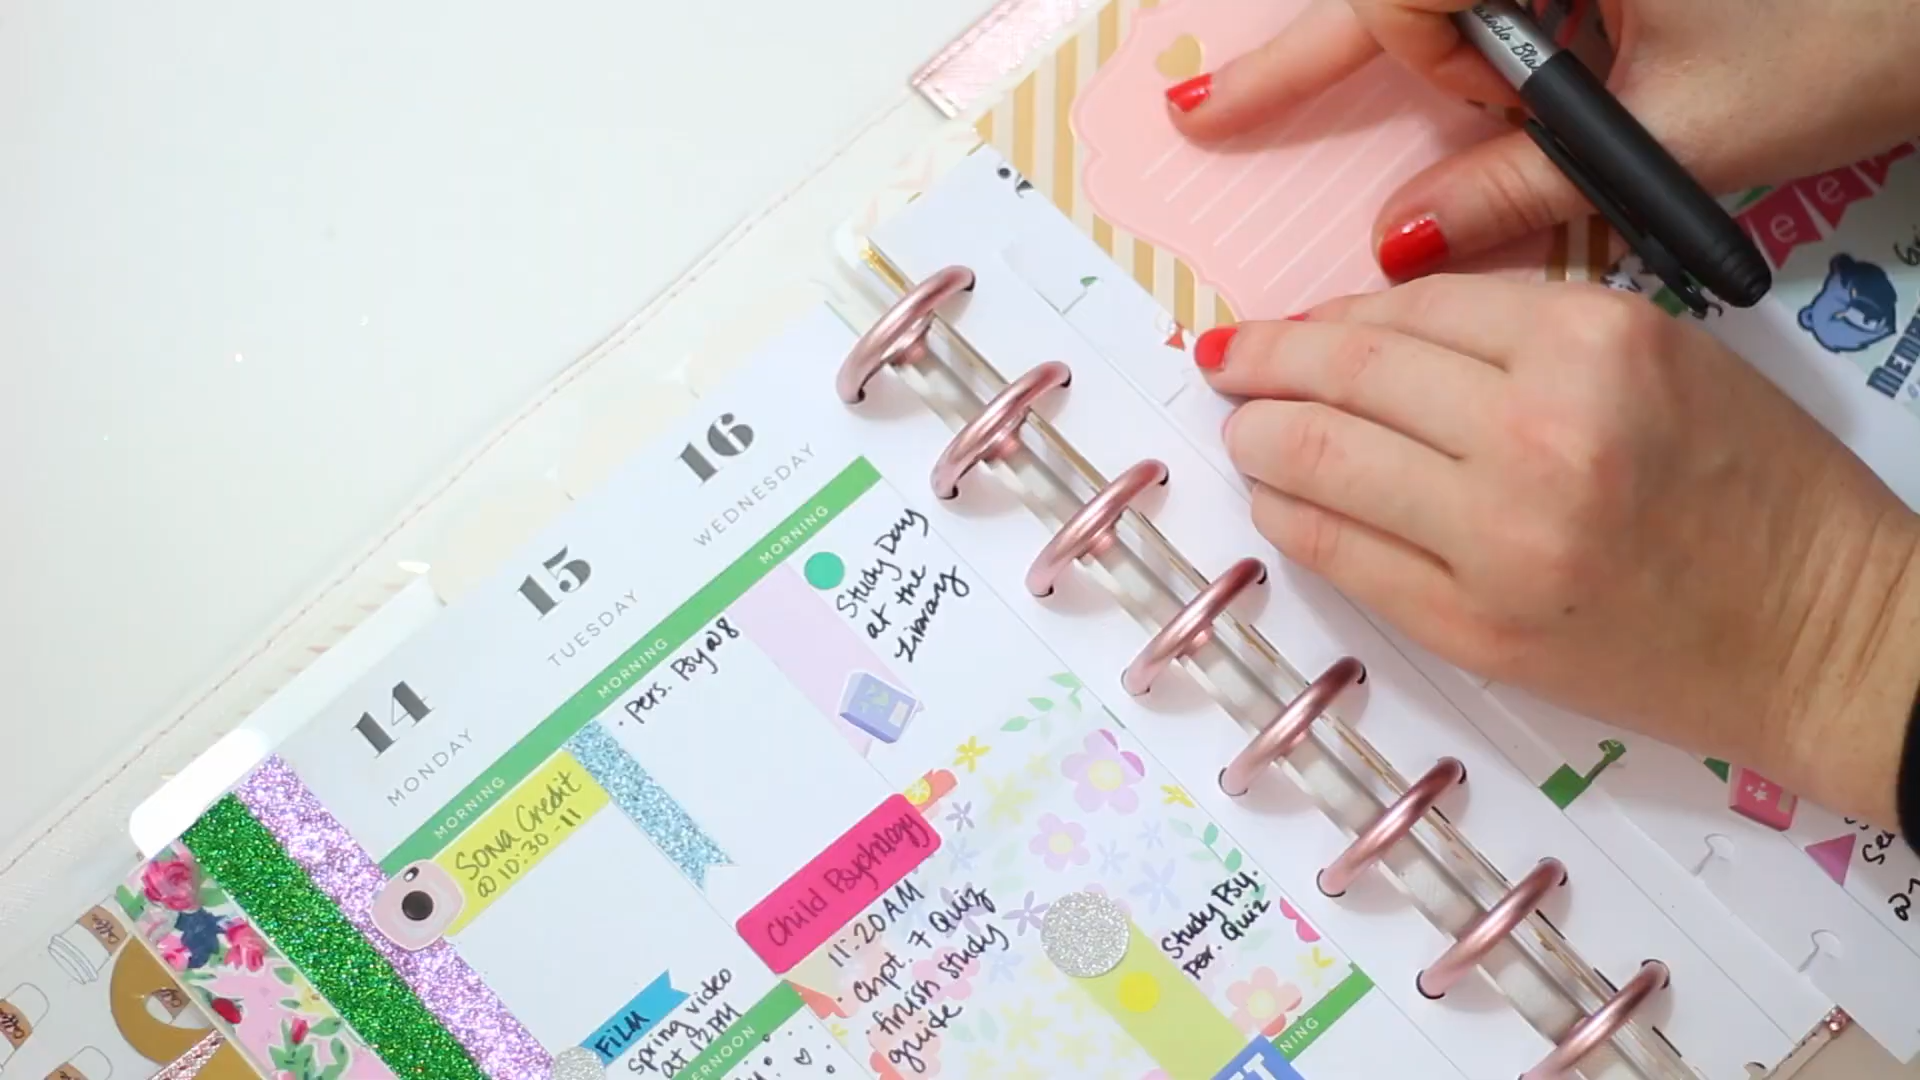 14
MONDAY
MORNING
Sona Credit
@ 10:30-11
FILM
spring video
at 12 PM
15
TUESDAY
MORNING
• Pers. Psy @ 8
Child Psychology
11:20 AM
• Chpt. 7 Quiz
• finish study
guide
ERNOON
16
WEDNESDAY
MORNING
Study Day
at the
Library
Study Psy.
Per. Quiz
NING